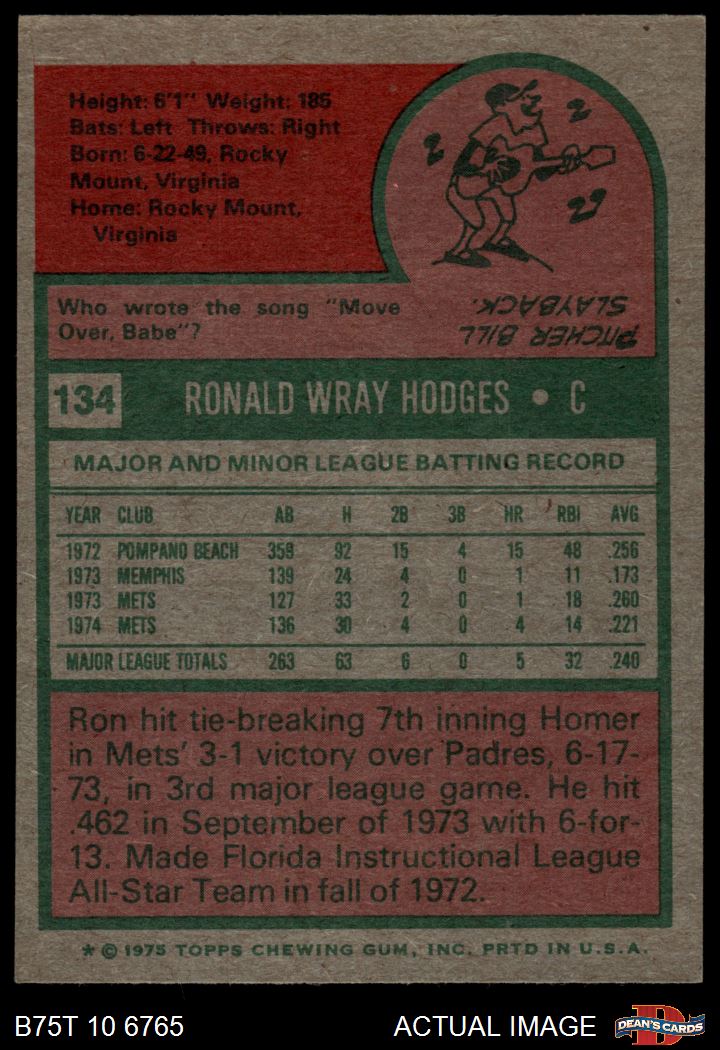 Height: 6'1" Weight: 185
Bats: Left Throws: Right
Born: 6-22-49, Rocky
Mount, Virginia
Home: Rocky Mount,
Virginia
Who wrote the song "Move
Over, Babe"?
PITCHER BILL
SLAYBACK.
134 RONALD WRAY HODGES • C
MAJOR AND MINOR LEAGUE BATTING RECORD
YEAR CLUB AB H 2B 3B HR RBI AVG
1972 POMPANO BEACH 359 92 15 4 15 48 .256
1973 MEMPHIS 139 24 4 0 1 11 .173
1973 METS 127 33 2 0 1 18 .260
1974 METS 136 30 4 0 4 14 .221
MAJOR LEAGUE TOTALS 263 63 6 0 5 32 .240
Ron hit tie-breaking 7th inning Homer
in Mets' 3-1 victory over Padres, 6-17-
73, in 3rd major league game. He hit
.462 in September of 1973 with 6-for-
13. Made Florida Instructional League
All-Star Team in fall of 1972.
* © 1975 TOPPS CHEWING GUM, INC. PRTD IN U.S.A.
B75T 10 6765 ACTUAL IMAGE D DEAN'S CARDS